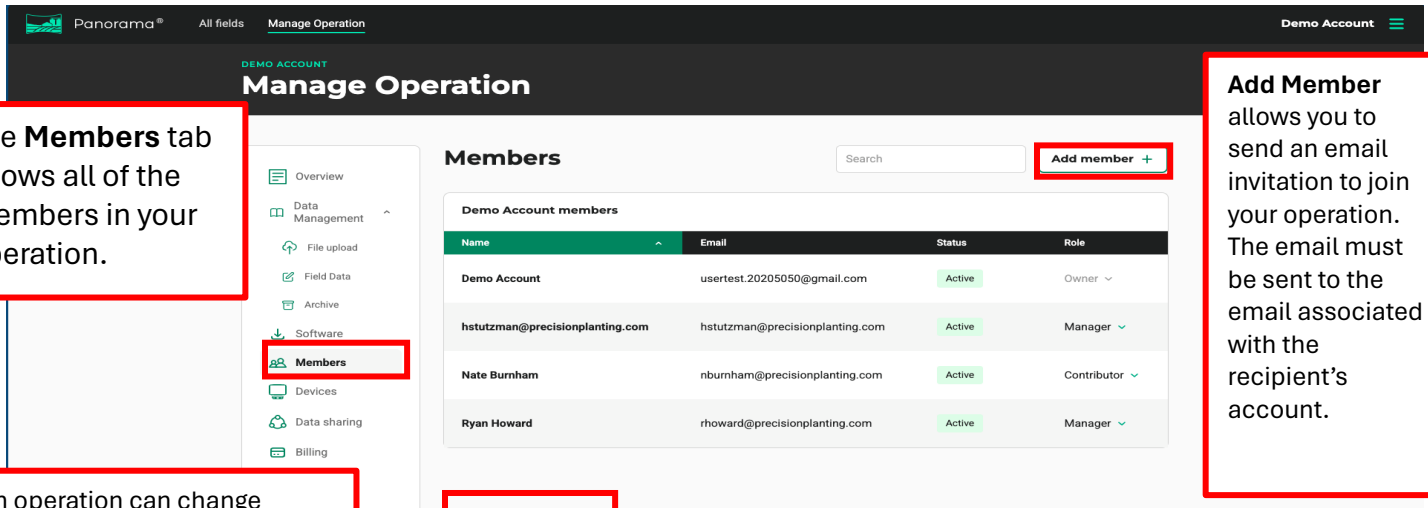 Panorama® All fields Manage Operation Demo Account
DEMO ACCOUNT
Manage Operation
Members tab
all of the
in your
Add Member
allows you to
send an email
invitation to join
your operation.
The email must
be sent to the
email associated
with the
recipient's
account.
Overview
Data
Management
File upload
Field Data
Archive
Software
Members
Devices
Data sharing
Billing
Members
Search
Add member +
Demo Account members
Name Email Status Role
Demo Account usertest.20205050@gmail.com Active Owner
hstutzman@precisionplanting.com hstutzman@precisionplanting.com Active Manager
Nate Burnham nburnham@precisionplanting.com Active Contributor
Ryan Howard rhoward@precisionplanting.com Active Manager
operation can change